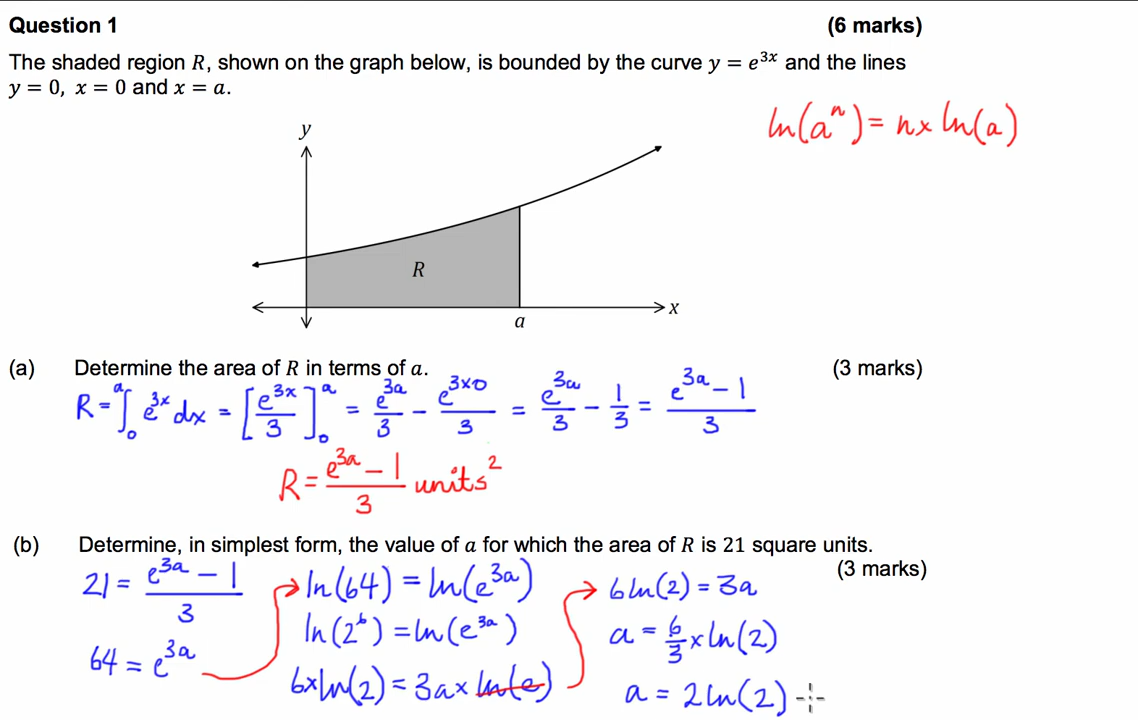 Question 1 (6 marks)
The shaded region R, shown on the graph below, is bounded by the curve y = e^{3x} and the lines
y = 0, x = 0 and x = a.
ln(a^n) = n × ln(a)
y
R
x
a
(a) Determine the area of R in terms of a. (3 marks)
R = ∫_0^a e^{3x} dx = [e^{3x}/3]_0^a = e^{3a}/3 - e^{3×0}/3 = e^{3a}/3 - 1/3 = (e^{3a} - 1)/3
R = (e^{3a} - 1)/3 units^2
(b) Determine, in simplest form, the value of a for which the area of R is 21 square units.
(3 marks)
21 = (e^{3a} - 1)/3
64 = e^{3a}
ln(64) = ln(e^{3a})
ln(2^6) = ln(e^{3a})
6×ln(2) = 3a × ln(e)
6ln(2) = 3a
a = 6/3 × ln(2)
a = 2ln(2)